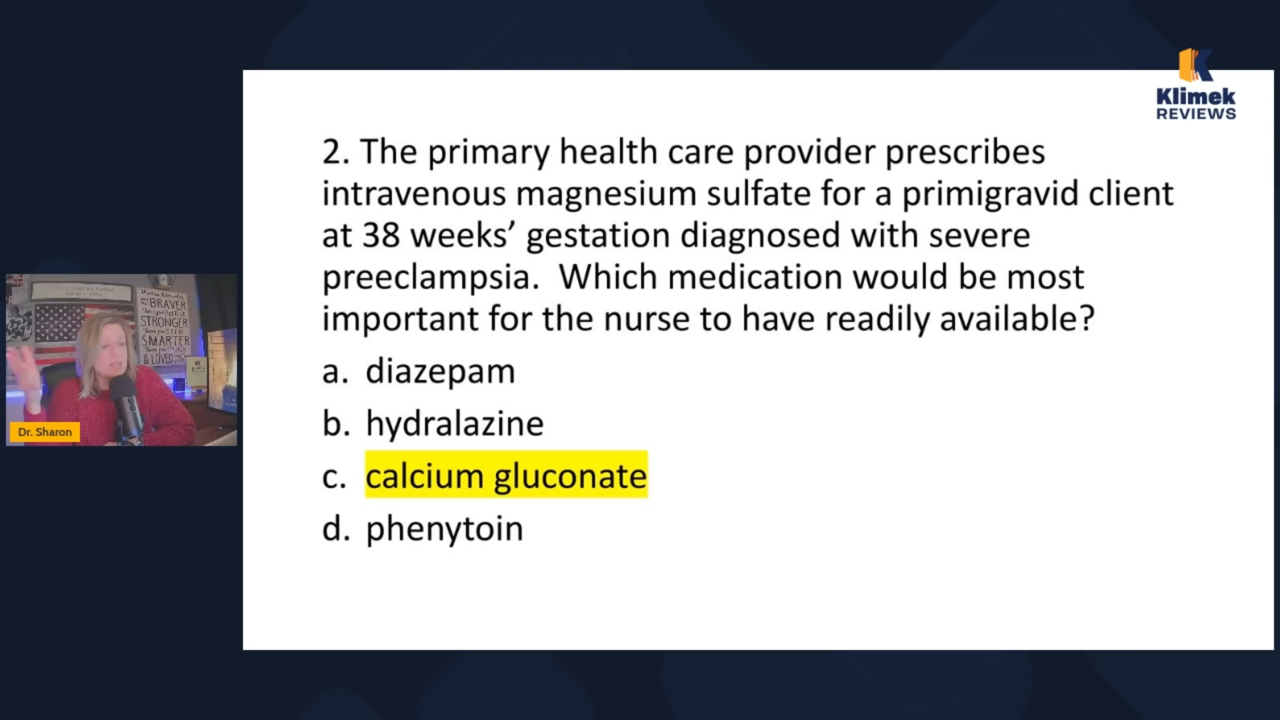 Klimek
REVIEWS
2. The primary health care provider prescribes
intravenous magnesium sulfate for a primigravid client
at 38 weeks’ gestation diagnosed with severe
preeclampsia.  Which medication would be most
important for the nurse to have readily available?
a. diazepam
b. hydralazine
c. calcium gluconate
d. phenytoin
BRAVER
STRONGER
SMARTER
& LOVED
Dr. Sharon